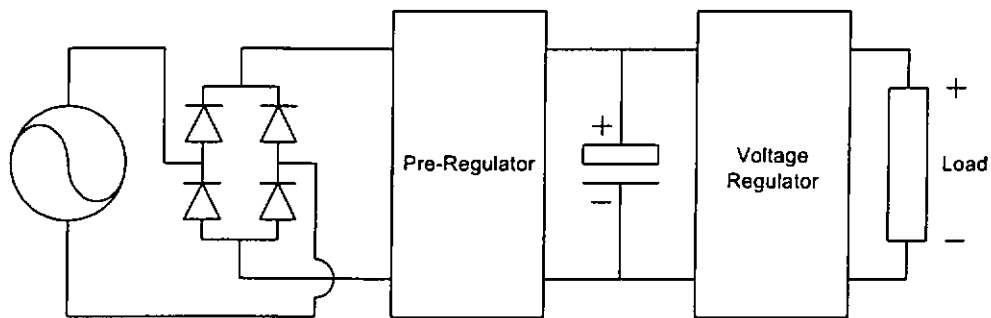 Pre-Regulator
+
−
Voltage
Regulator
+
Load
−